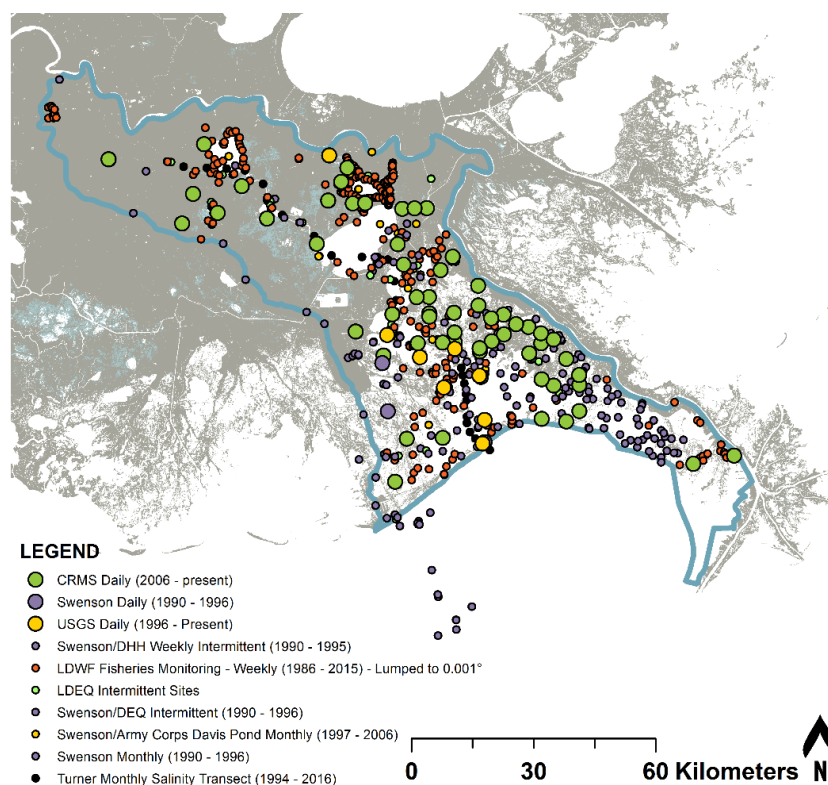 LEGEND
CRMS Daily (2006 - present)
Swenson Daily (1990 - 1996)
USGS Daily (1996 - Present)
Swenson/DHH Weekly Intermittent (1990 - 1995)
LDWF Fisheries Monitoring - Weekly (1986 - 2015) - Lumped to 0.001°
LDEQ Intermittent Sites
Swenson/DEQ Intermittent (1990 - 1996)
Swenson/Army Corps Davis Pond Monthly (1997 - 2006)
Swenson Monthly (1990 - 1996)
Turner Monthly Salinity Transect (1994 - 2016)
0 30 60 Kilometers
N